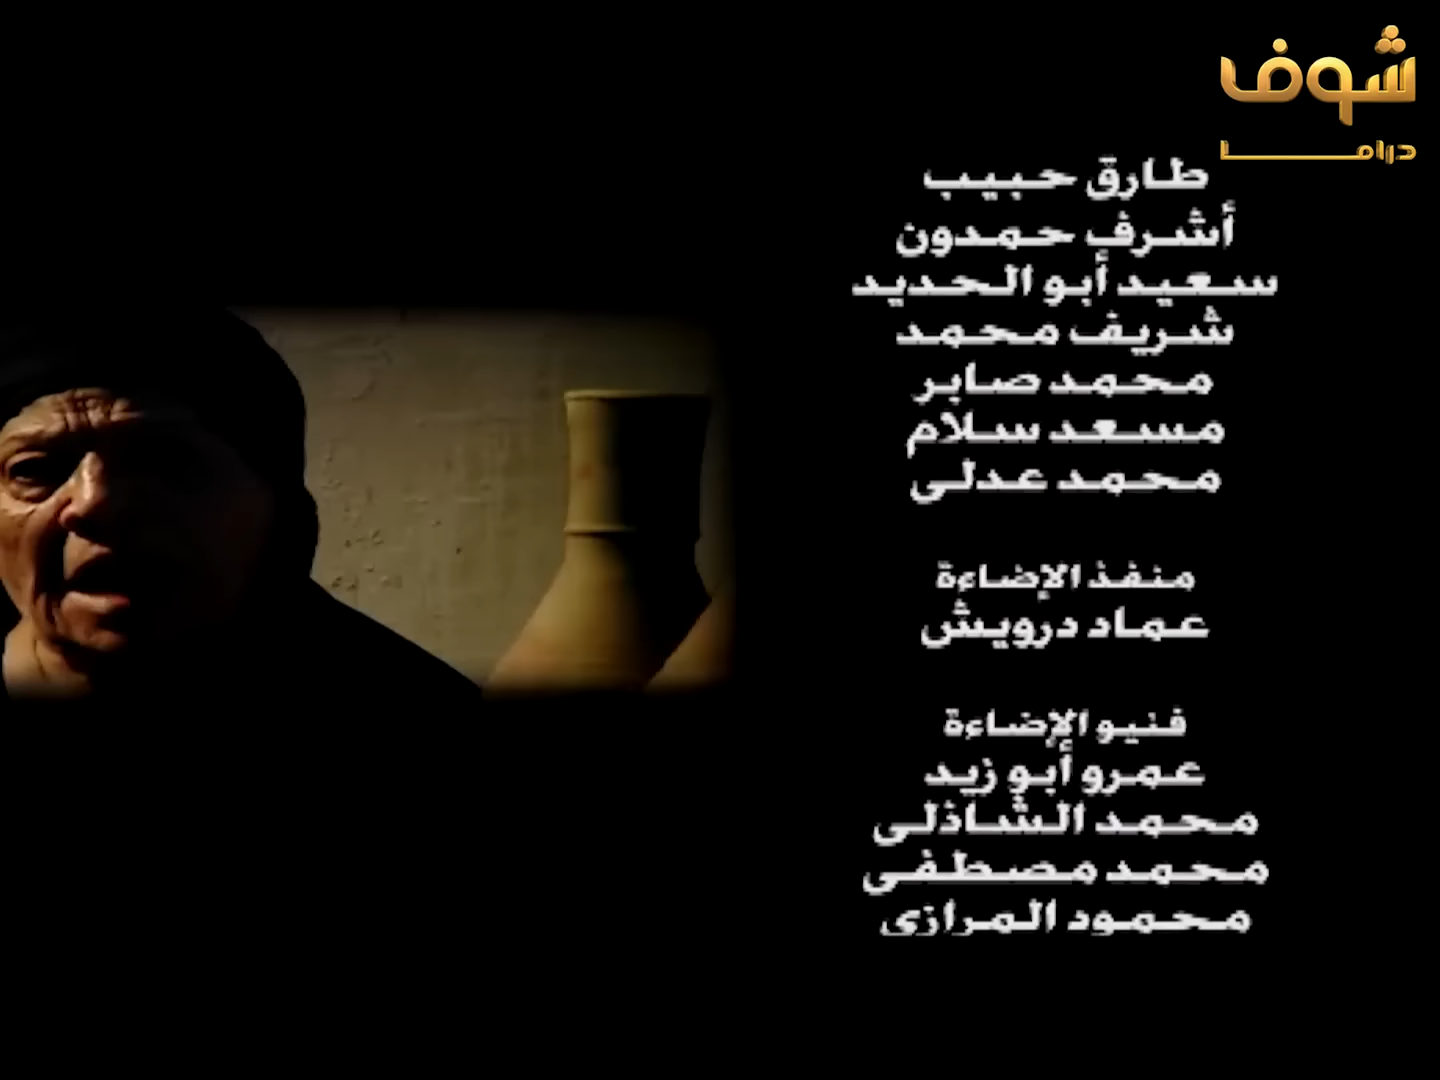 شوف
دراما
طارق حبيب
أشرف حمدون
سعيد أبو الحديد
شريف محمد
محمد صابر
مسعد سلام
محمد عدلى
منفذ الإضاءة
عماد درويش
فنيو الإضاءة
عمرو أبو زيد
محمد الشاذلى
محمد مصطفى
محمود المرازى